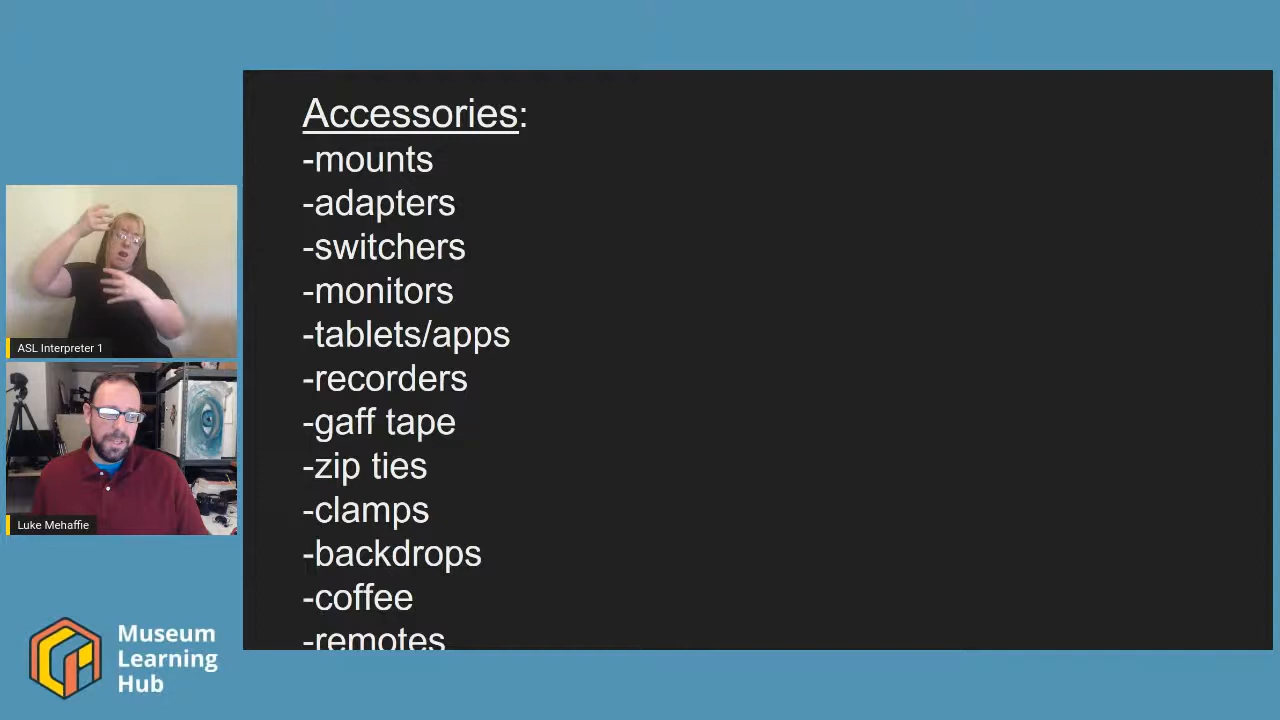 Accessories:
-mounts
-adapters
-switchers
-monitors
-tablets/apps
-recorders
-gaff tape
-zip ties
-clamps
-backdrops
-coffee
-remotes
ASL Interpreter 1
Luke Mehaffie
Museum
Learning
Hub